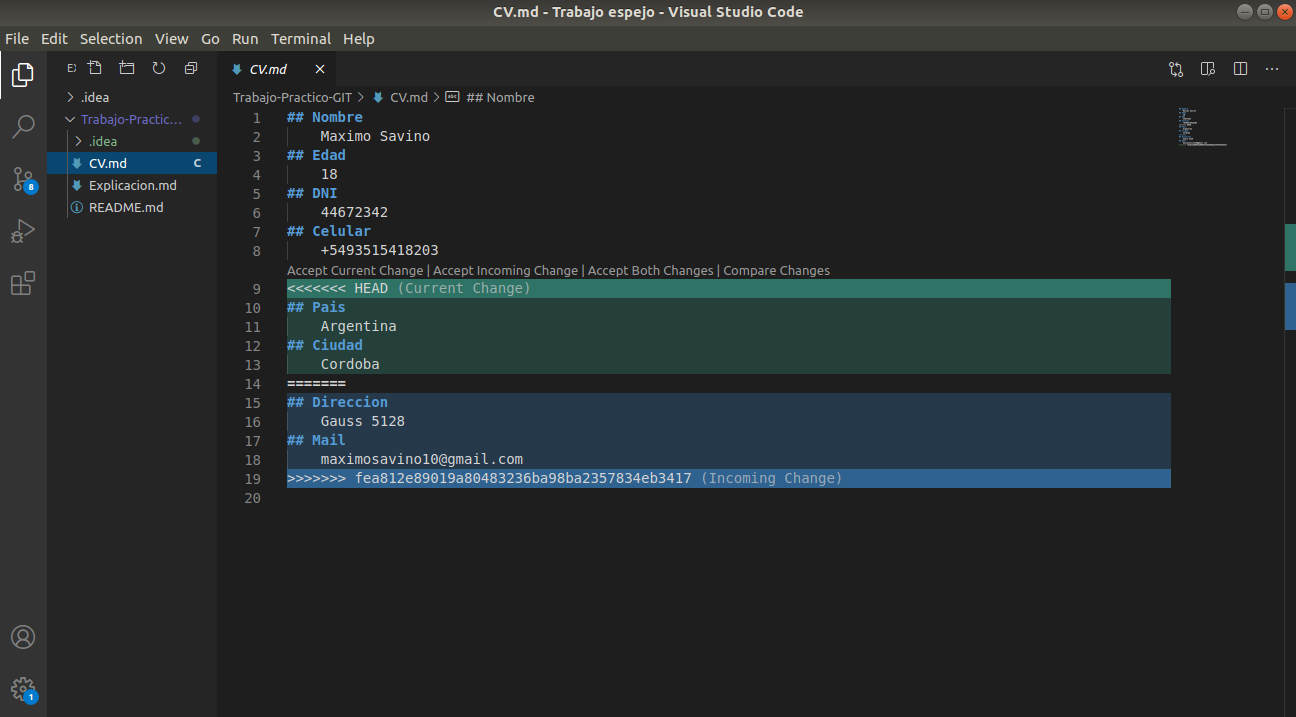 CV.md - Trabajo espejo - Visual Studio Code
File Edit Selection View Go Run Terminal Help
CV.md
Trabajo-Practico-GIT > CV.md > ## Nombre
.idea
Trabajo-Practic...
.idea
CV.md C
Explicacion.md
README.md
8
1
1 ## Nombre
2 Maximo Savino
3 ## Edad
4 18
5 ## DNI
6 44672342
7 ## Celular
8 +5493515418203
Accept Current Change | Accept Incoming Change | Accept Both Changes | Compare Changes
9 <<<<<<< HEAD (Current Change)
10 ## Pais
11 Argentina
12 ## Ciudad
13 Cordoba
14 =======
15 ## Direccion
16 Gauss 5128
17 ## Mail
18 maximosavino10@gmail.com
19 >>>>>>> fea812e89019a80483236ba98ba2357834eb3417 (Incoming Change)
20